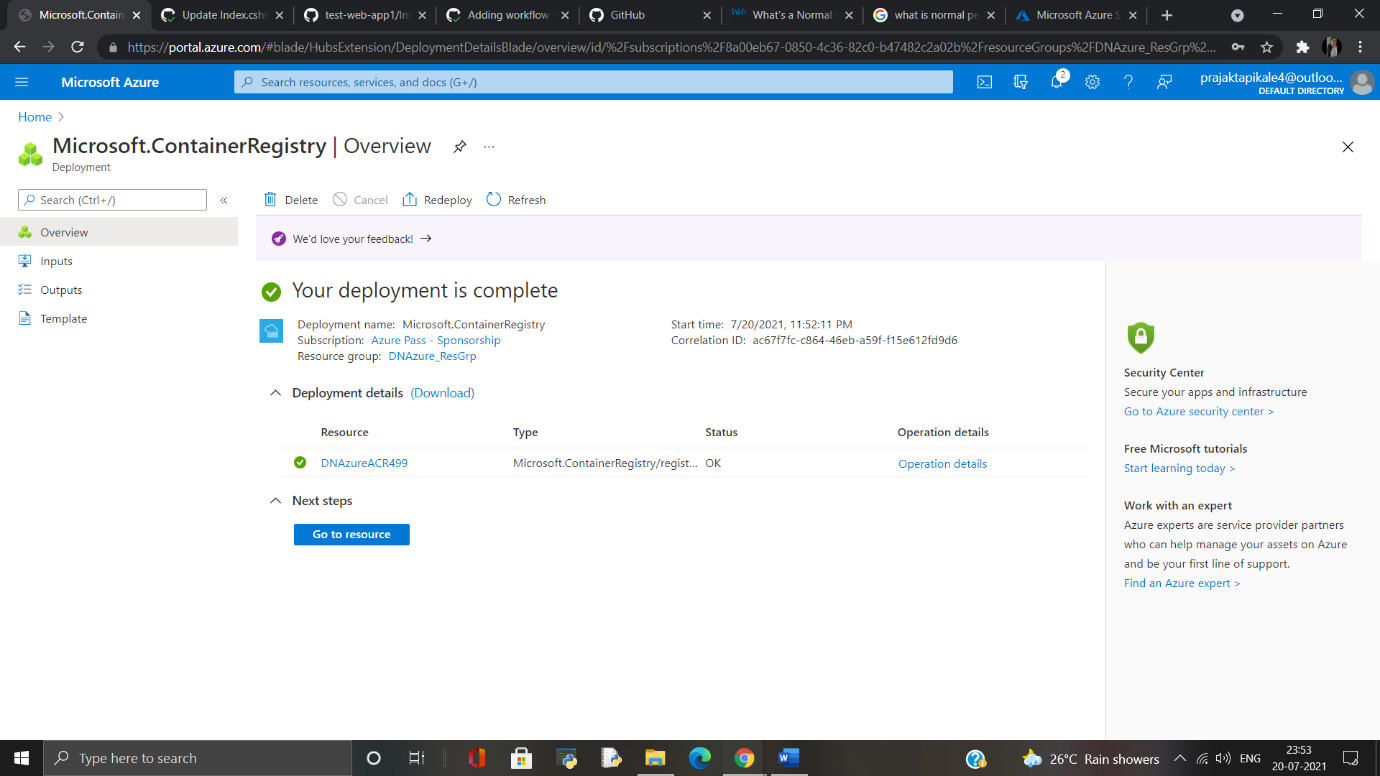 Microsoft.Contain
Update Index.csh
test-web-app1/In
Adding workflow
GitHub
What's a Normal
what is normal pe
Microsoft Azure S
https://portal.azure.com/#blade/HubsExtension/DeploymentDetailsBlade/overview/id/%2Fsubscriptions%2F8a00eb67-0850-4c36-82c0-b47482c2a02b%2FresourceGroups%2FDNAzure_ResGrp%2...
Microsoft Azure
Search resources, services, and docs (G+/)
2
prajaktapikale4@outloo...
DEFAULT DIRECTORY
Home >
Microsoft.ContainerRegistry | Overview
Deployment
Search (Ctrl+/)
Overview
Inputs
Outputs
Template
Delete
Cancel
Redeploy
Refresh
We'd love your feedback! →
Your deployment is complete
Deployment name: Microsoft.ContainerRegistry
Subscription: Azure Pass - Sponsorship
Resource group: DNAzure_ResGrp
Start time: 7/20/2021, 11:52:11 PM
Correlation ID: ac67f7fc-c864-46eb-a59f-f15e612fd9d6
Deployment details (Download)
Resource Type Status Operation details
DNAzureACR499 Microsoft.ContainerRegistry/regist... OK Operation details
Next steps
Go to resource
Security Center
Secure your apps and infrastructure
Go to Azure security center >
Free Microsoft tutorials
Start learning today >
Work with an expert
Azure experts are service provider partners
who can help manage your assets on Azure
and be your first line of support.
Find an Azure expert >
Type here to search
26°C Rain showers
ENG
23:53
20-07-2021